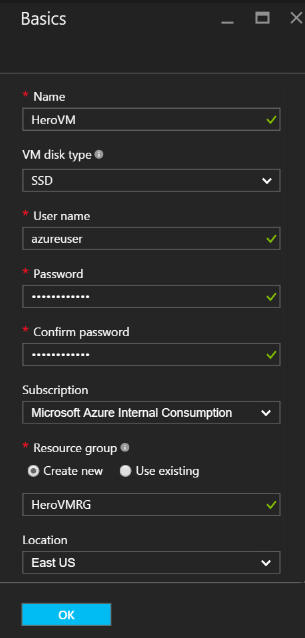 Basics
* Name
HeroVM
VM disk type
SSD
* User name
azureuser
* Password
••••••••••••
* Confirm password
••••••••••••
Subscription
Microsoft Azure Internal Consumption
* Resource group
Create new Use existing
HeroVMRG
Location
East US
OK